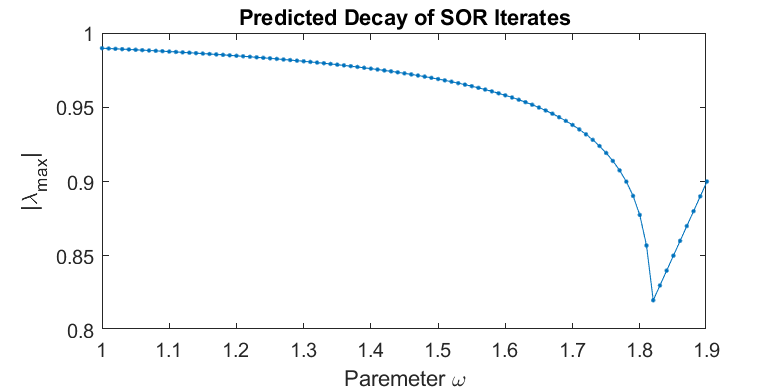 Predicted Decay of SOR Iterates
1
0.95
0.9
0.85
0.8
|λmax|
1 1.1 1.2 1.3 1.4 1.5 1.6 1.7 1.8 1.9
Paremeter ω